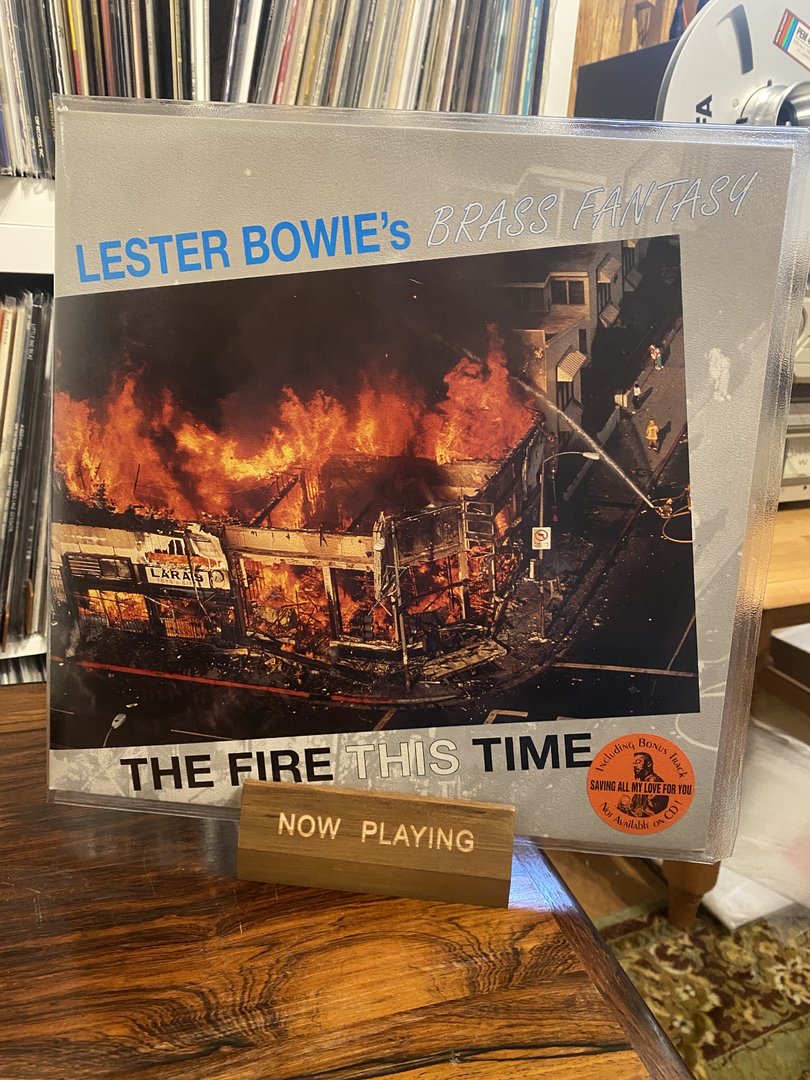 LESTER BOWIE's BRASS FANTASY
LARA'S
THE FIRE THIS TIME
Including Bonus Track
SAVING ALL MY LOVE FOR YOU
Not Available on CD!
NOW PLAYING